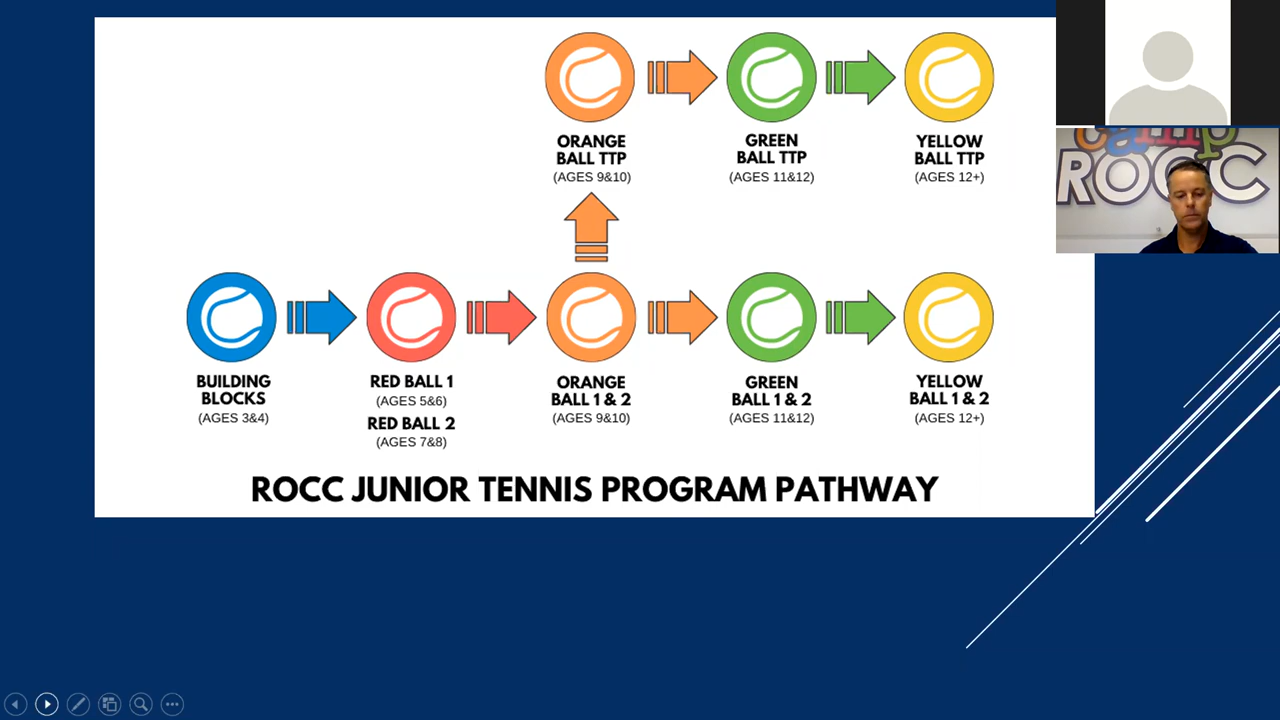 ORANGE
BALL TTP
(AGES 9&10)
GREEN
BALL TTP
(AGES 11&12)
YELLOW
BALL TTP
(AGES 12+)
camp
ROCC
BUILDING
BLOCKS
(AGES 3&4)
RED BALL 1
(AGES 5&6)
RED BALL 2
(AGES 7&8)
ORANGE
BALL 1 & 2
(AGES 9&10)
GREEN
BALL 1 & 2
(AGES 11&12)
YELLOW
BALL 1 & 2
(AGES 12+)
ROCC JUNIOR TENNIS PROGRAM PATHWAY